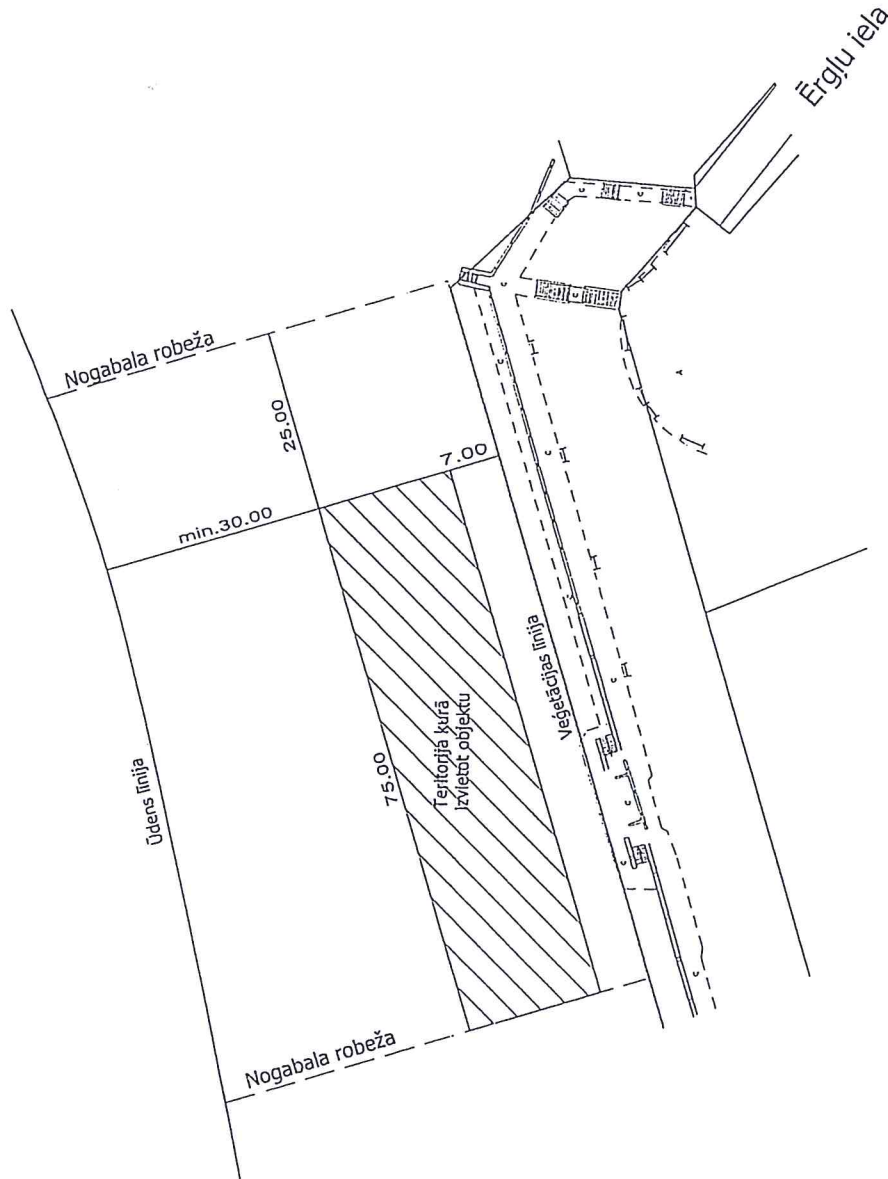 Ērgļu iela
Nogabala robeža
25.00
7.00
min.30.00
Veģetācijas līnija
Teritorija kurā
izvietot objektu
75.00
Ūdens līnija
Nogabala robeža